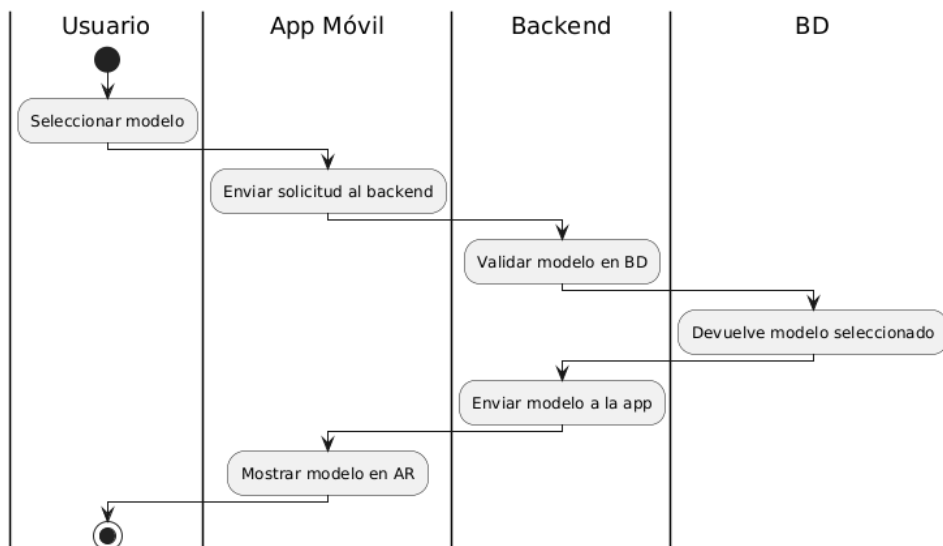 Usuario
App Móvil
Backend
BD
Seleccionar modelo
Enviar solicitud al backend
Validar modelo en BD
Devuelve modelo seleccionado
Enviar modelo a la app
Mostrar modelo en AR